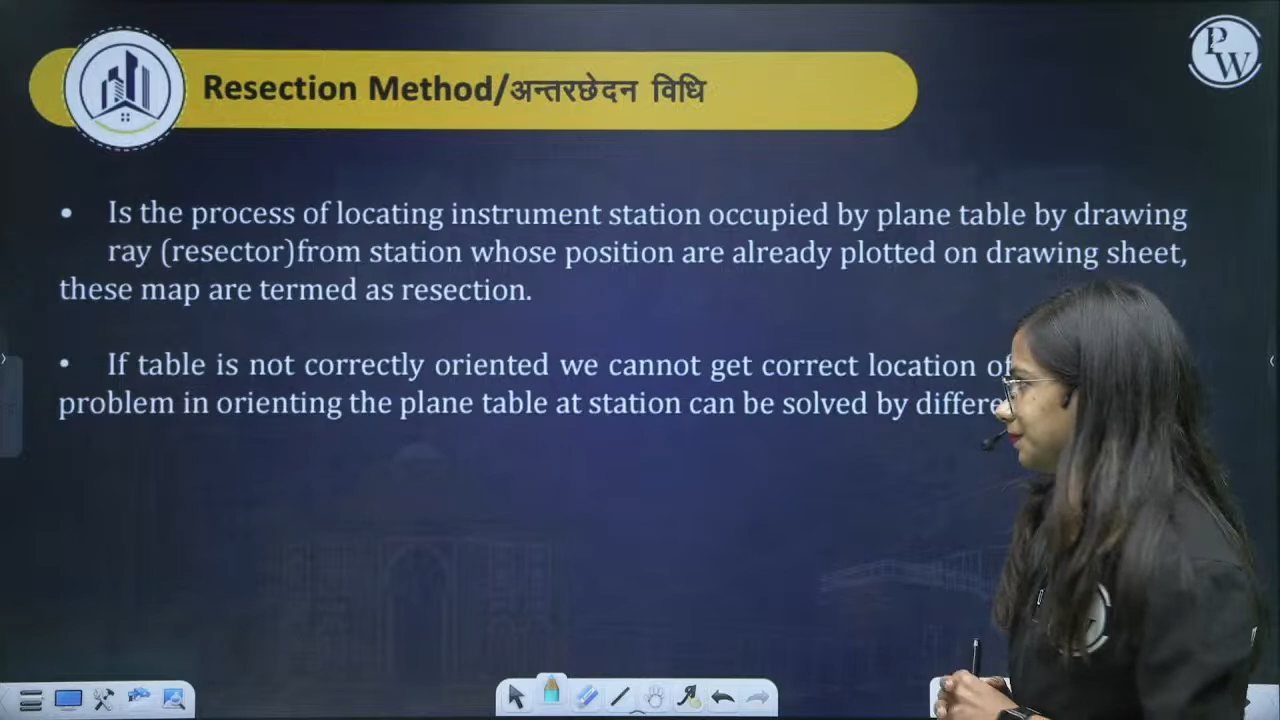 Resection Method/अन्तरछेदन विधि
PW
• Is the process of locating instrument station occupied by plane table by drawing
ray (resector)from station whose position are already plotted on drawing sheet,
these map are termed as resection.
• If table is not correctly oriented we cannot get correct location
problem in orienting the plane table at station can be solved by